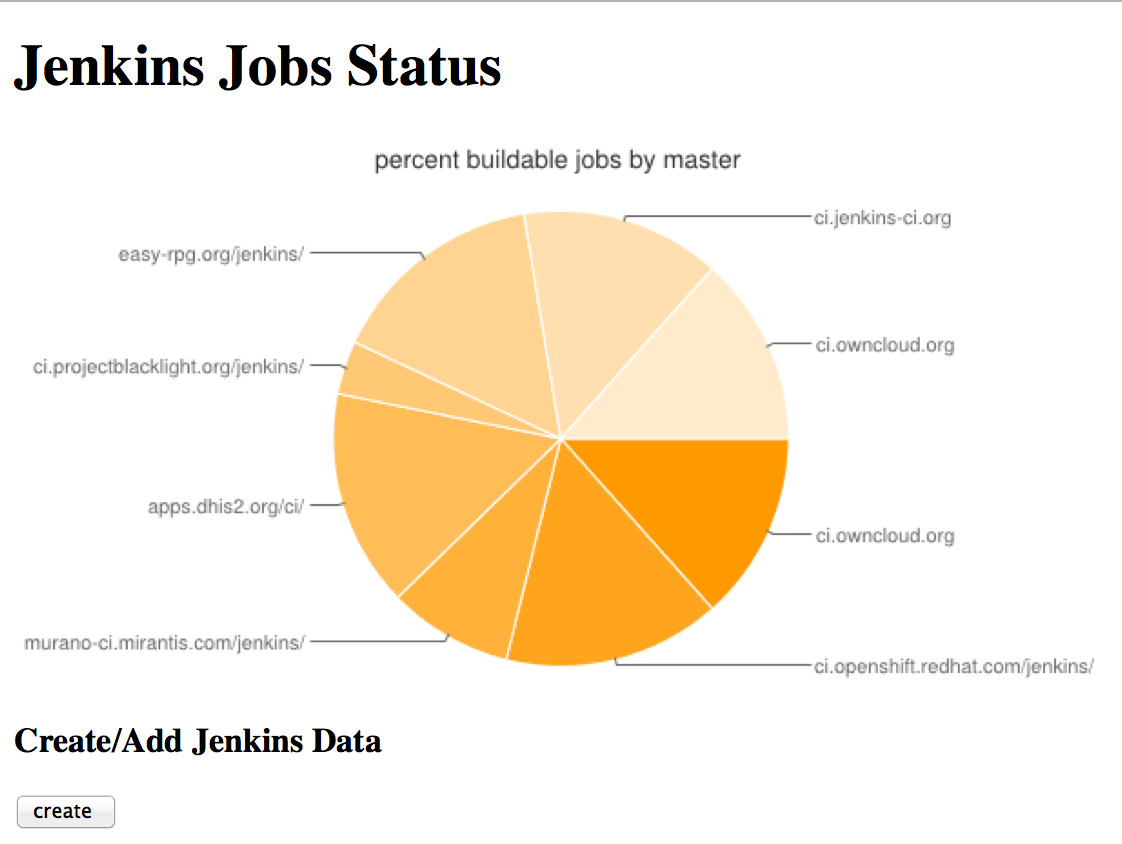 Jenkins Jobs Status
percent buildable jobs by master
ci.jenkins-ci.org
easy-rpg.org/jenkins/
ci.owncloud.org
ci.projectblacklight.org/jenkins/
apps.dhis2.org/ci/
ci.owncloud.org
murano-ci.mirantis.com/jenkins/
ci.openshift.redhat.com/jenkins/
Create/Add Jenkins Data
create